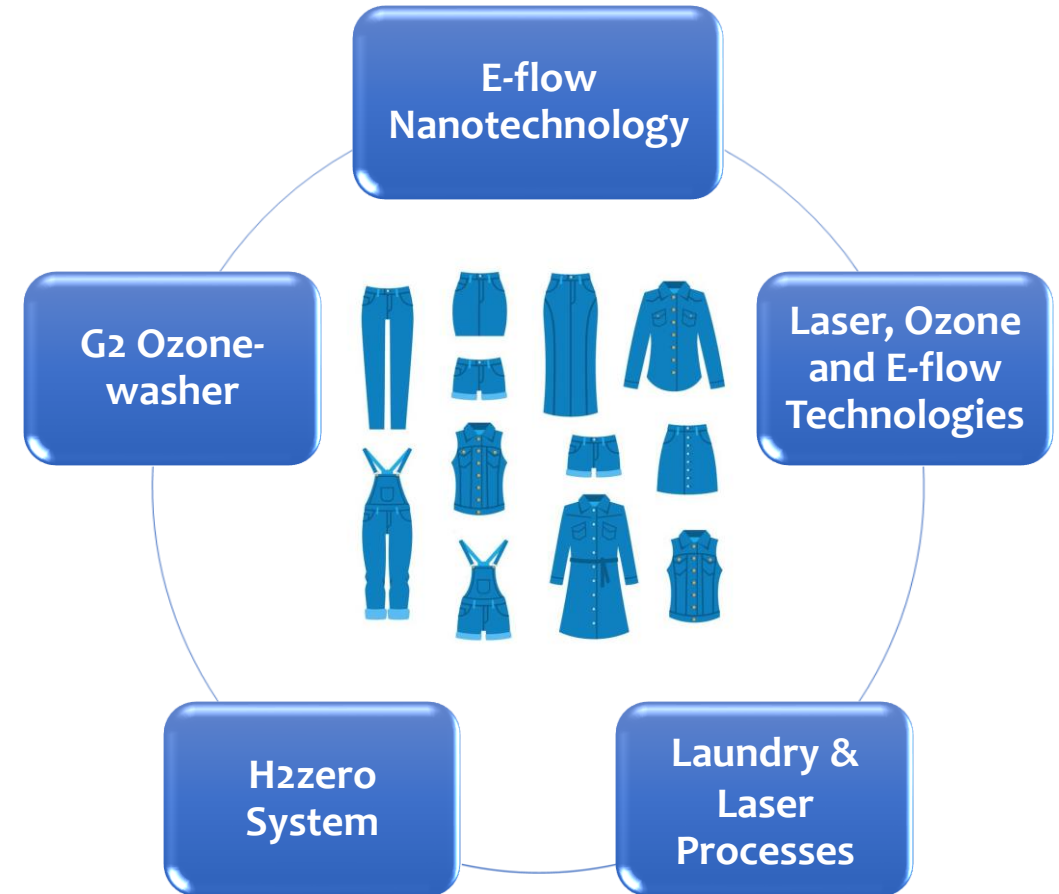 E-flow
Nanotechnology
G2 Ozone-
washer
Laser, Ozone
and E-flow
Technologies
H2zero
System
Laundry &
Laser
Processes